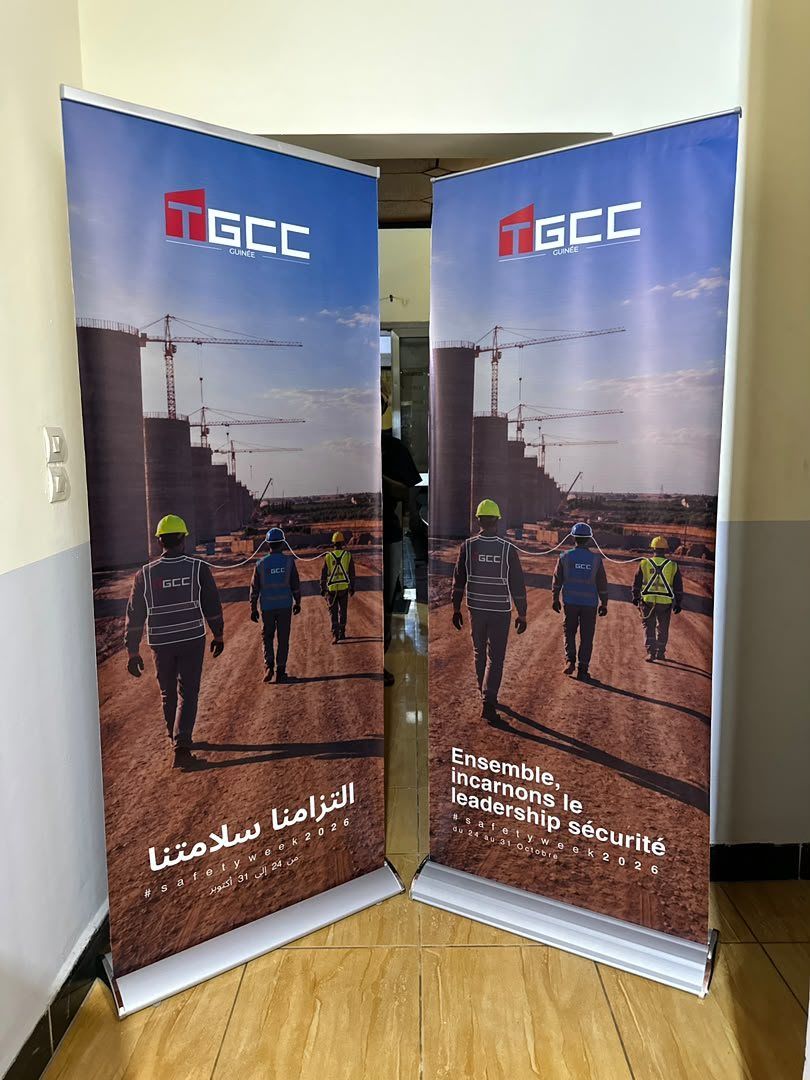 TGCC
GUINÉE
TGCC
GCC
التزامنا سلامتنا
#safetyweek2026
من 24 إلى 31 أكتوبر
TGCC
GUINÉE
GCC
GCC
Ensemble,
incarnons le
leadership sécurité
#safetyweek2026
du 24 au 31 Octobre